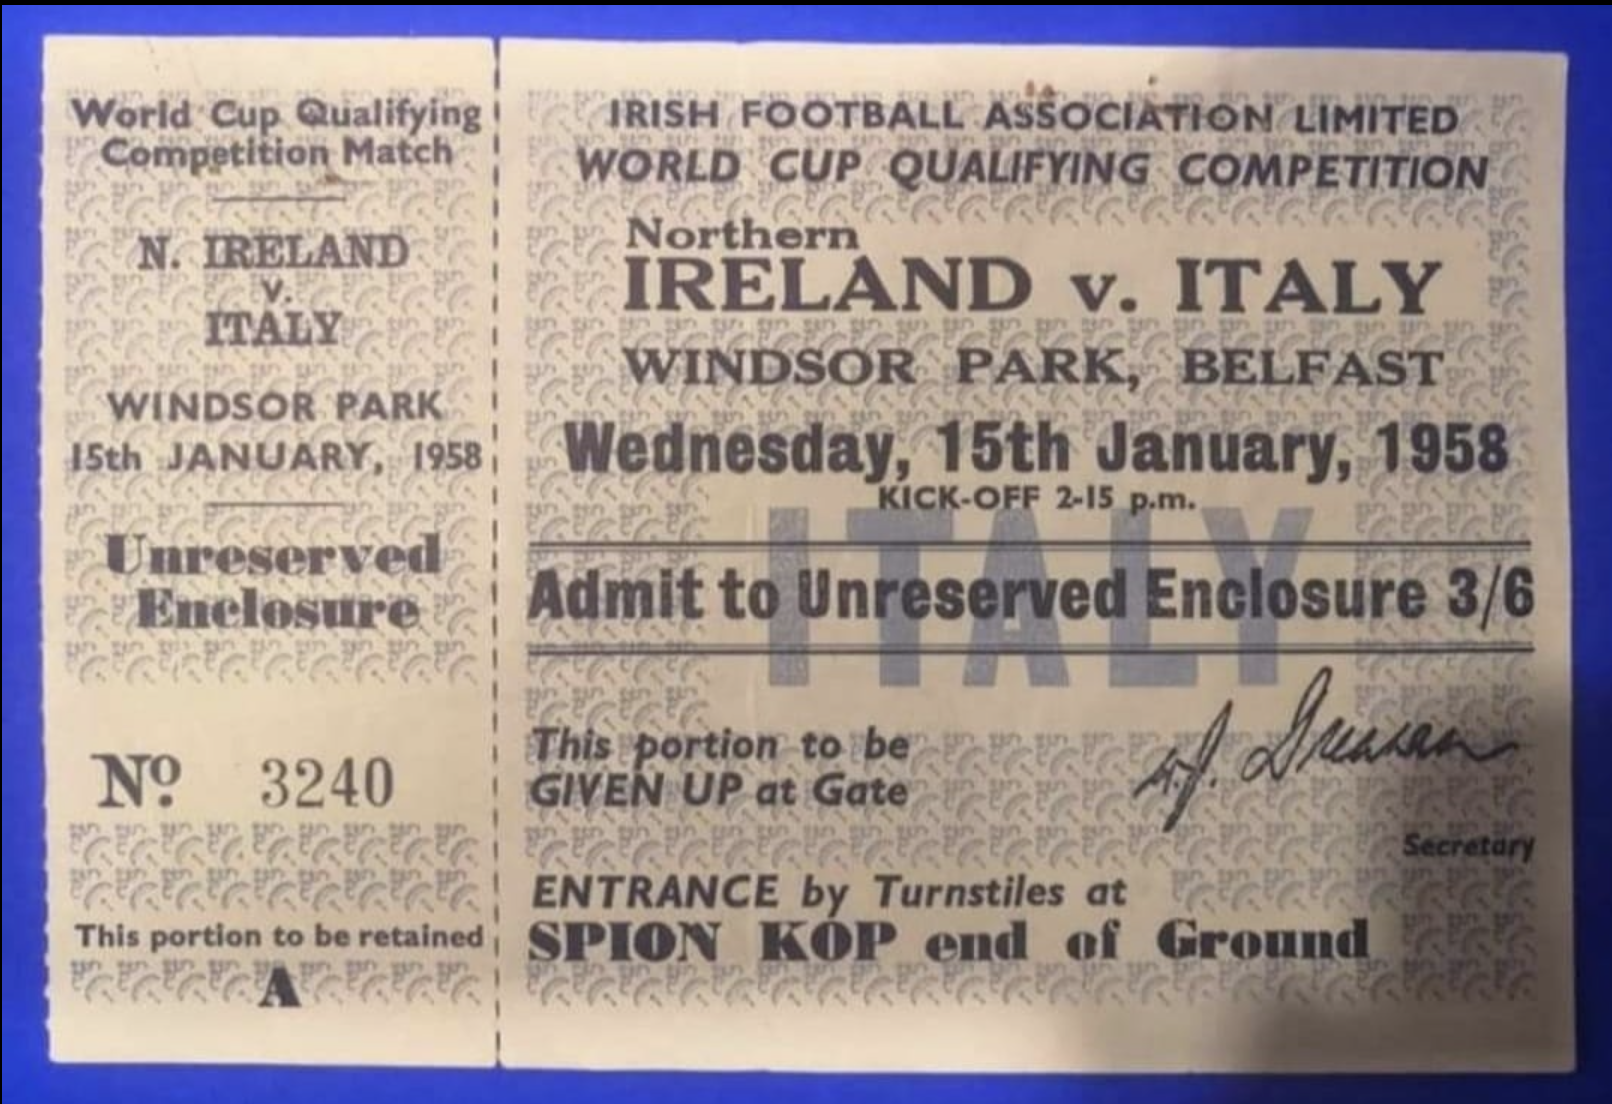 World Cup Qualifying
Competition Match
N. IRELAND
v.
ITALY
WINDSOR PARK
15th JANUARY, 1958
Unreserved
Enclosure
Nº 3240
This portion to be retained
A
IRISH FOOTBALL ASSOCIATION LIMITED
WORLD CUP QUALIFYING COMPETITION
Northern
IRELAND v. ITALY
WINDSOR PARK, BELFAST
Wednesday, 15th January, 1958
KICK-OFF 2-15 p.m.
ITALY
Admit to Unreserved Enclosure 3/6
This portion to be
GIVEN UP at Gate
Secretary
ENTRANCE by Turnstiles at
SPION KOP end of Ground